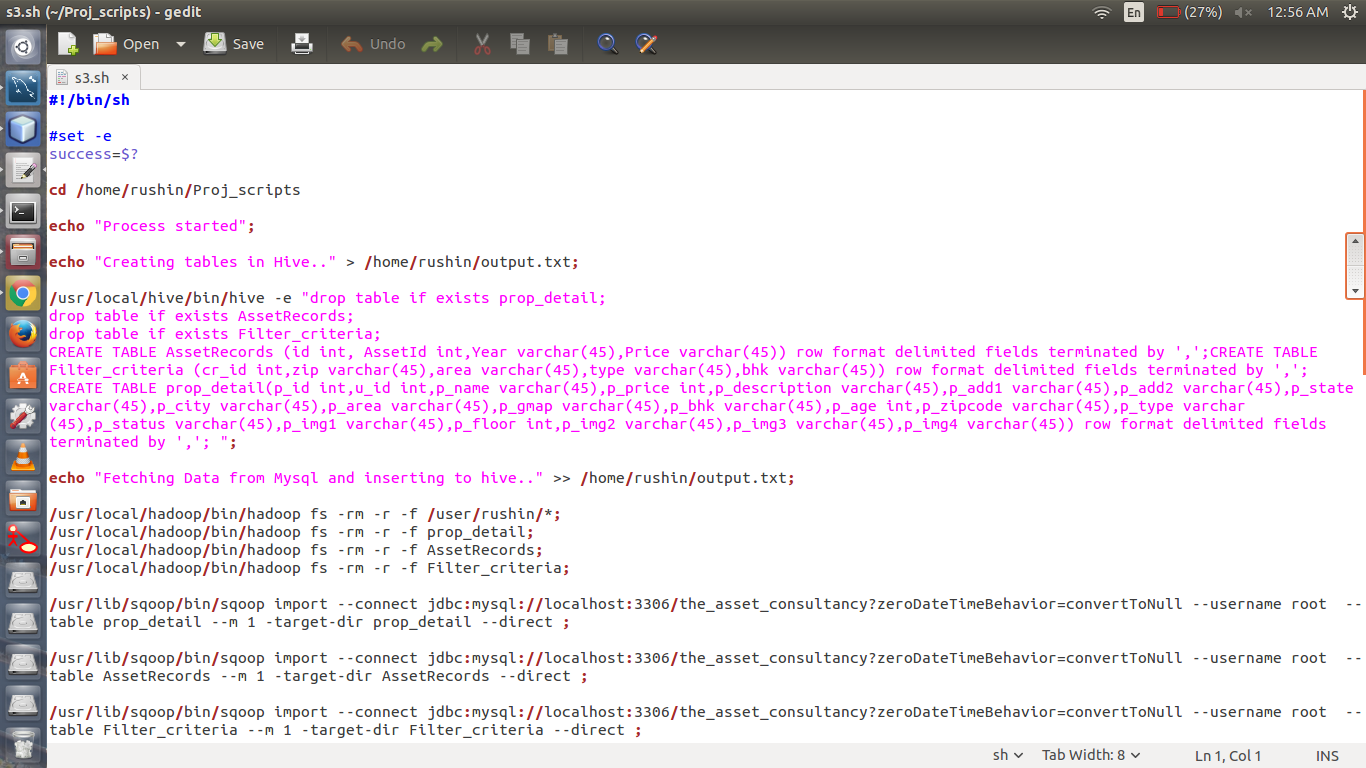 s3.sh (~/Proj_scripts) - gedit
En
(27%)
12:56 AM
Open
Save
Undo
s3.sh ×
#!/bin/sh
#set -e
success=$?
cd /home/rushin/Proj_scripts
echo "Process started";
echo "Creating tables in Hive.." > /home/rushin/output.txt;
/usr/local/hive/bin/hive -e "drop table if exists prop_detail;
drop table if exists AssetRecords;
drop table if exists Filter_criteria;
CREATE TABLE AssetRecords (id int, AssetId int,Year varchar(45),Price varchar(45)) row format delimited fields terminated by ',';CREATE TABLE
Filter_criteria (cr_id int,zip varchar(45),area varchar(45),type varchar(45),bhk varchar(45)) row format delimited fields terminated by ',';
CREATE TABLE prop_detail(p_id int,u_id int,p_name varchar(45),p_price int,p_description varchar(45),p_add1 varchar(45),p_add2 varchar(45),p_state
varchar(45),p_city varchar(45),p_area varchar(45),p_gmap varchar(45),p_bhk varchar(45),p_age int,p_zipcode varchar(45),p_type varchar
(45),p_status varchar(45),p_img1 varchar(45),p_floor int,p_img2 varchar(45),p_img3 varchar(45),p_img4 varchar(45)) row format delimited fields
terminated by ','; ";
echo "Fetching Data from Mysql and inserting to hive.." >> /home/rushin/output.txt;
/usr/local/hadoop/bin/hadoop fs -rm -r -f /user/rushin/*;
/usr/local/hadoop/bin/hadoop fs -rm -r -f prop_detail;
/usr/local/hadoop/bin/hadoop fs -rm -r -f AssetRecords;
/usr/local/hadoop/bin/hadoop fs -rm -r -f Filter_criteria;
/usr/lib/sqoop/bin/sqoop import --connect jdbc:mysql://localhost:3306/the_asset_consultancy?zeroDateTimeBehavior=convertToNull --username root  --
table prop_detail --m 1 -target-dir prop_detail --direct ;
/usr/lib/sqoop/bin/sqoop import --connect jdbc:mysql://localhost:3306/the_asset_consultancy?zeroDateTimeBehavior=convertToNull --username root  --
table AssetRecords --m 1 -target-dir AssetRecords --direct ;
/usr/lib/sqoop/bin/sqoop import --connect jdbc:mysql://localhost:3306/the_asset_consultancy?zeroDateTimeBehavior=convertToNull --username root  --
table Filter_criteria --m 1 -target-dir Filter_criteria --direct ;
sh
Tab Width: 8
Ln 1, Col 1
INS